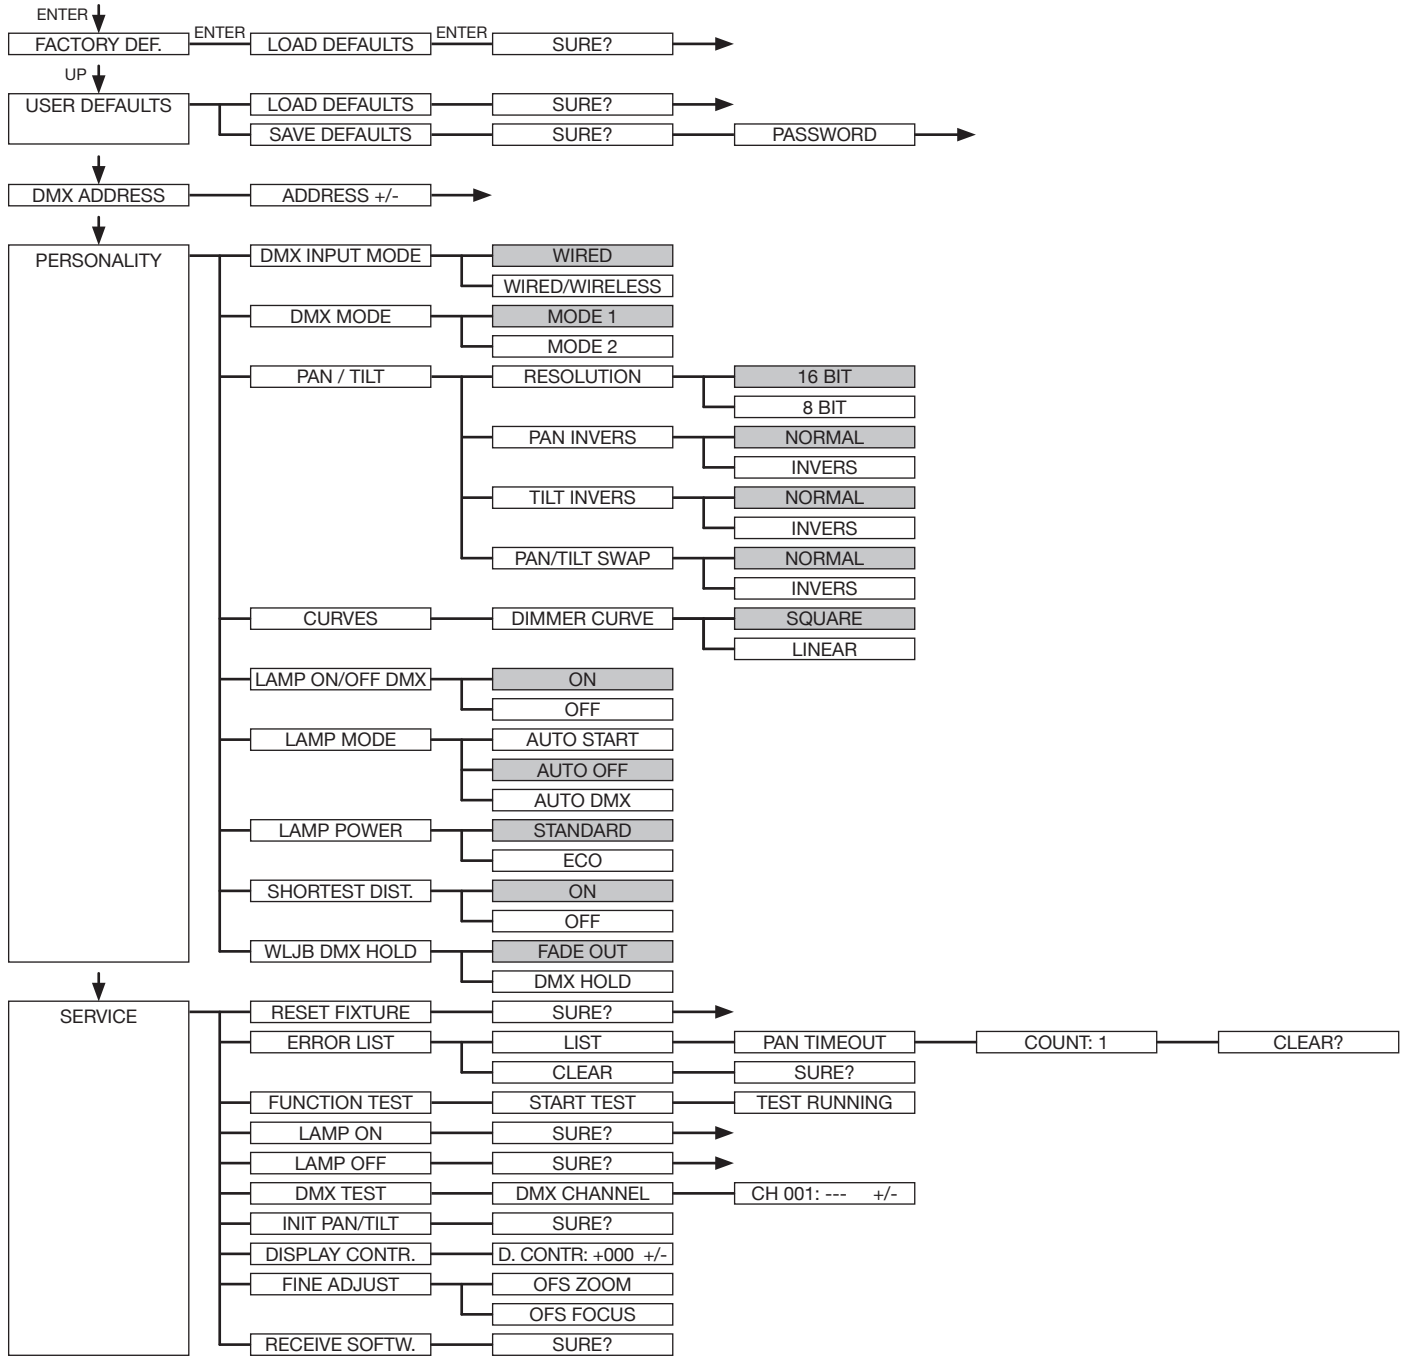 ENTER
FACTORY DEF. ENTER LOAD DEFAULTS ENTER SURE?
UP
USER DEFAULTS LOAD DEFAULTS SURE?
SAVE DEFAULTS SURE? PASSWORD
DMX ADDRESS ADDRESS +/-
PERSONALITY DMX INPUT MODE WIRED
WIRED/WIRELESS
DMX MODE MODE 1
MODE 2
PAN / TILT RESOLUTION 16 BIT
8 BIT
PAN INVERS NORMAL
INVERS
TILT INVERS NORMAL
INVERS
PAN/TILT SWAP NORMAL
INVERS
CURVES DIMMER CURVE SQUARE
LINEAR
LAMP ON/OFF DMX ON
OFF
LAMP MODE AUTO START
AUTO OFF
AUTO DMX
LAMP POWER STANDARD
ECO
SHORTEST DIST. ON
OFF
WLJB DMX HOLD FADE OUT
DMX HOLD
SERVICE RESET FIXTURE SURE?
ERROR LIST LIST PAN TIMEOUT COUNT: 1 CLEAR?
CLEAR SURE?
FUNCTION TEST START TEST TEST RUNNING
LAMP ON SURE?
LAMP OFF SURE?
DMX TEST DMX CHANNEL CH 001: --- +/-
INIT PAN/TILT SURE?
DISPLAY CONTR. D. CONTR: +000 +/-
FINE ADJUST OFS ZOOM
OFS FOCUS
RECEIVE SOFTW. SURE?